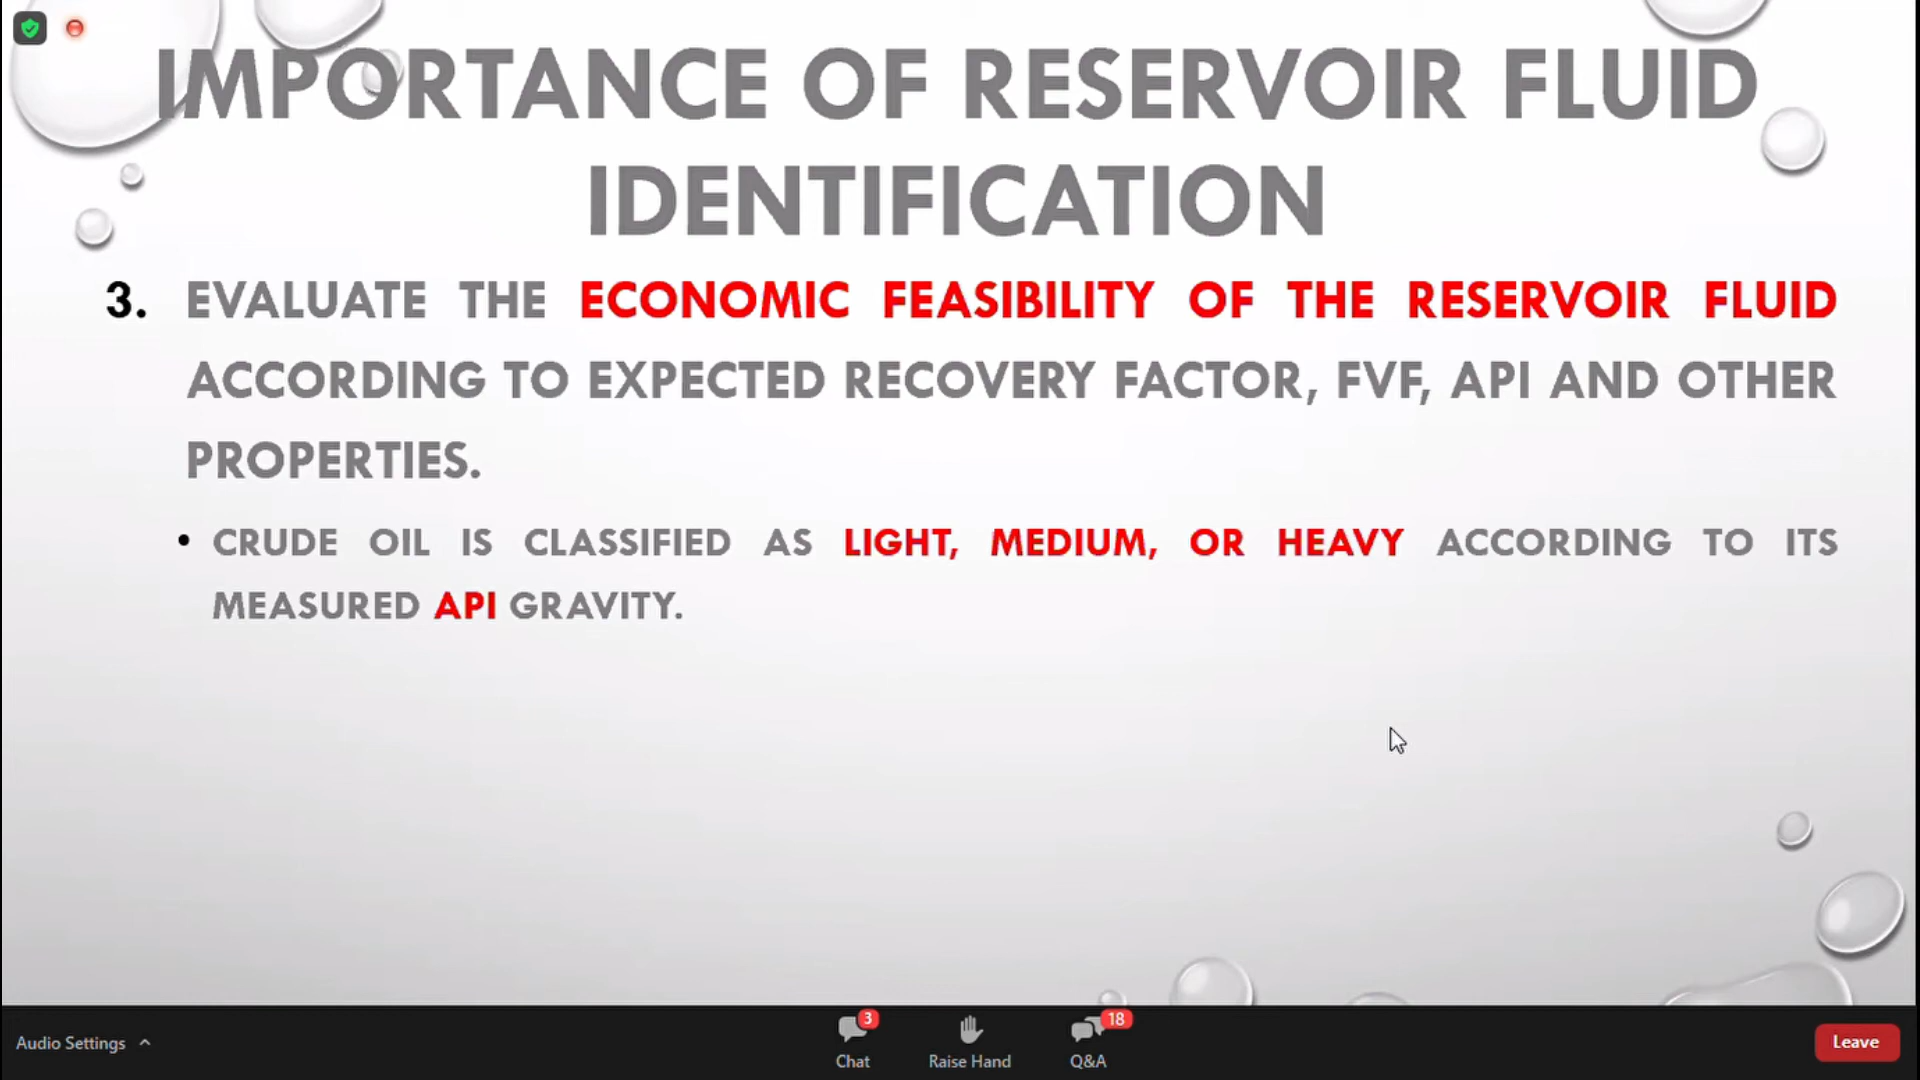 IMPORTANCE OF RESERVOIR FLUID
IDENTIFICATION
3. EVALUATE THE ECONOMIC FEASIBILITY OF THE RESERVOIR FLUID
ACCORDING TO EXPECTED RECOVERY FACTOR, FVF, API AND OTHER
PROPERTIES.
• CRUDE OIL IS CLASSIFIED AS LIGHT, MEDIUM, OR HEAVY ACCORDING TO ITS
MEASURED API GRAVITY.
Audio Settings
3
Chat
Raise Hand
18
Q&A
Leave